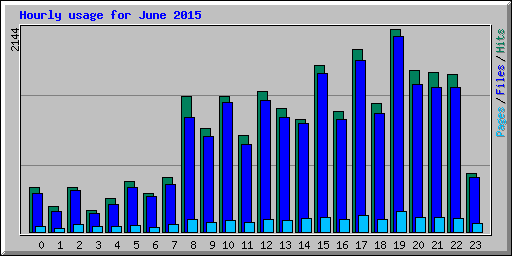 Hourly usage for June 2015
2144
Pages/Files/Hits
0 1 2 3 4 5 6 7 8 9 10 11 12 13 14 15 16 17 18 19 20 21 22 23